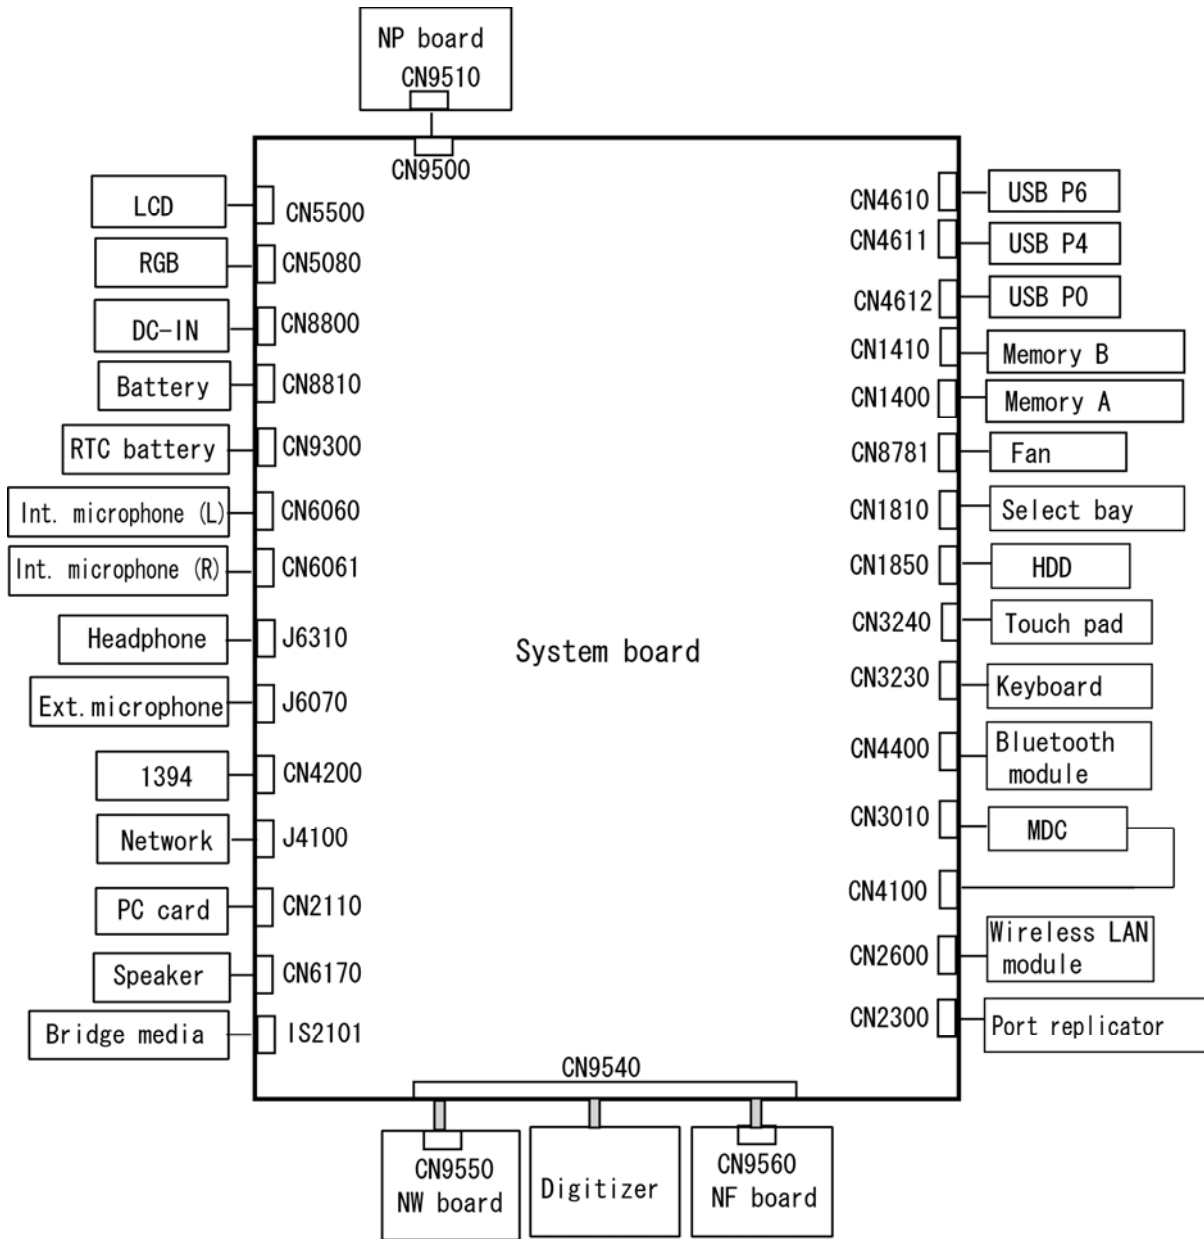 NP board
CN9510
CN9500
LCD
CN5500
RGB
CN5080
DC-IN
CN8800
Battery
CN8810
RTC battery
CN9300
Int. microphone (L)
CN6060
Int. microphone (R)
CN6061
Headphone
J6310
Ext.microphone
J6070
1394
CN4200
Network
J4100
PC card
CN2110
Speaker
CN6170
Bridge media
IS2101
System board
CN4610
USB P6
CN4611
USB P4
CN4612
USB P0
CN1410
Memory B
CN1400
Memory A
CN8781
Fan
CN1810
Select bay
CN1850
HDD
CN3240
Touch pad
CN3230
Keyboard
CN4400
Bluetooth
module
CN3010
MDC
CN4100
CN2600
Wireless LAN
module
CN2300
Port replicator
CN9540
CN9550
NW board
Digitizer
CN9560
NF board